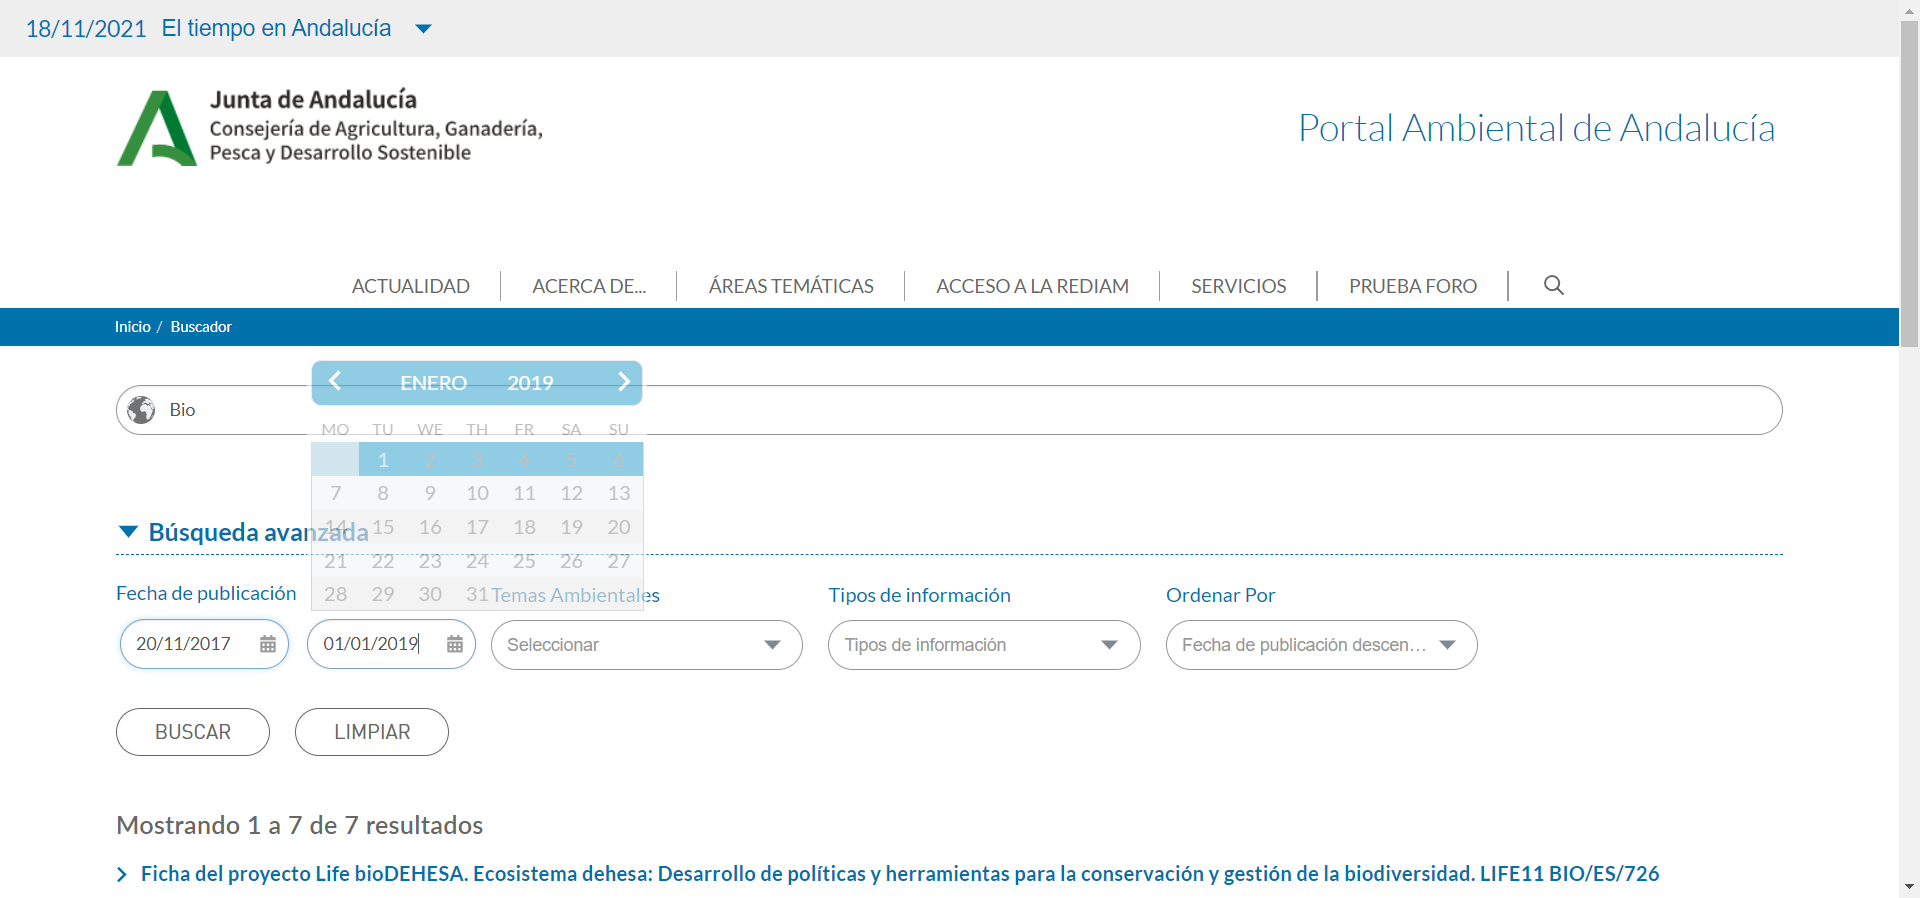 18/11/2021 El tiempo en Andalucía
Junta de Andalucía
Consejería de Agricultura, Ganadería,
Pesca y Desarrollo Sostenible
Portal Ambiental de Andalucía
ACTUALIDAD ACERCA DE... ÁREAS TEMÁTICAS ACCESO A LA REDIAM SERVICIOS PRUEBA FORO
Inicio / Buscador
ENERO 2019
Bio
MO TU WE TH FR SA SU
1 2 3 4 5 6
7 8 9 10 11 12 13
14 15 16 17 18 19 20
Búsqueda avanzada
21 22 23 24 25 26 27
28 29 30 31
Fecha de publicación Temas Ambientales Tipos de información Ordenar Por
20/11/2017 01/01/2019 Seleccionar Tipos de información Fecha de publicación descen...
BUSCAR LIMPIAR
Mostrando 1 a 7 de 7 resultados
Ficha del proyecto Life bioDEHESA. Ecosistema dehesa: Desarrollo de políticas y herramientas para la conservación y gestión de la biodiversidad. LIFE11 BIO/ES/726